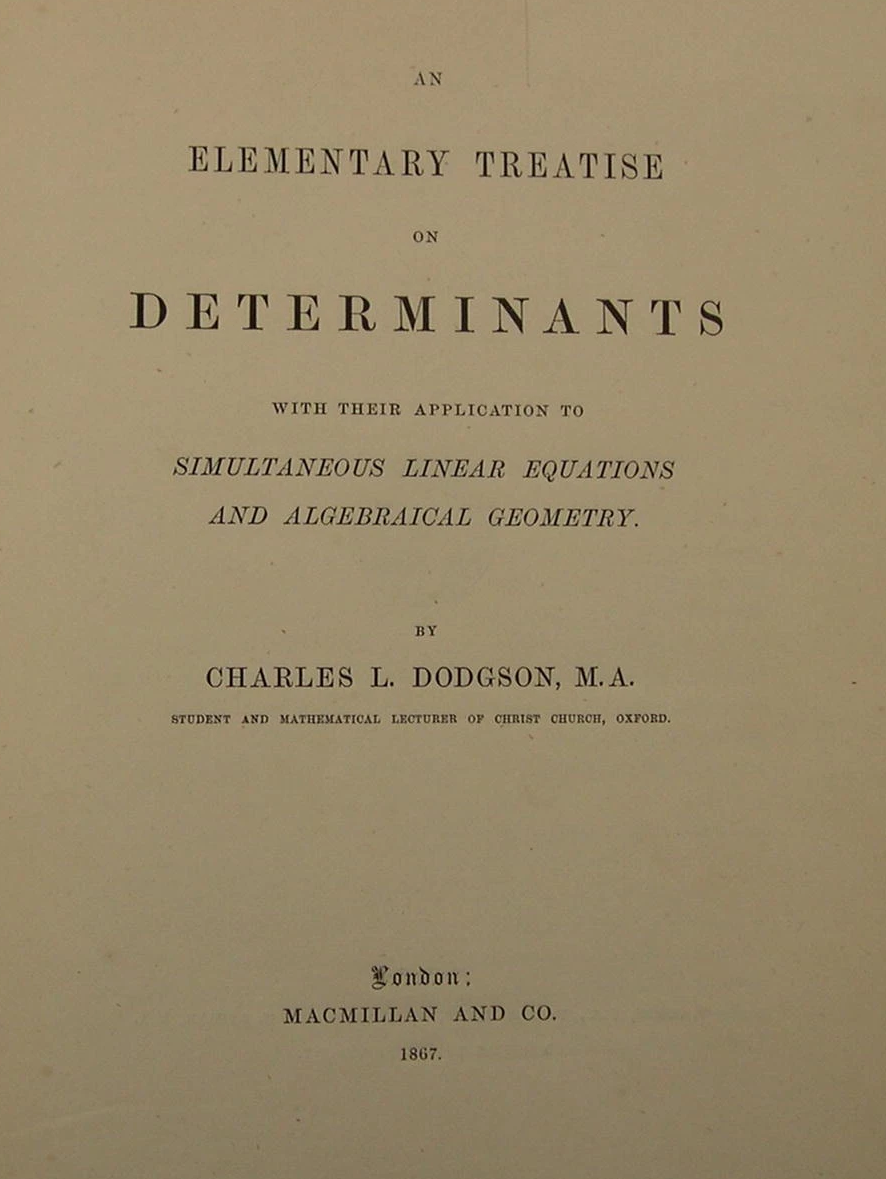 AN
ELEMENTARY TREATISE
ON
DETERMINANTS
WITH THEIR APPLICATION TO
SIMULTANEOUS LINEAR EQUATIONS
AND ALGEBRAICAL GEOMETRY.
BY
CHARLES L. DODGSON, M.A.
STUDENT AND MATHEMATICAL LECTURER OF CHRIST CHURCH, OXFORD.
London:
MACMILLAN AND CO.
1867.